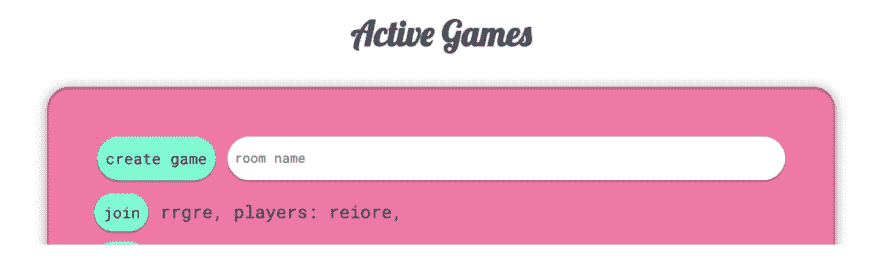 Active Games
create game room name
join rrgre, players: reiore,